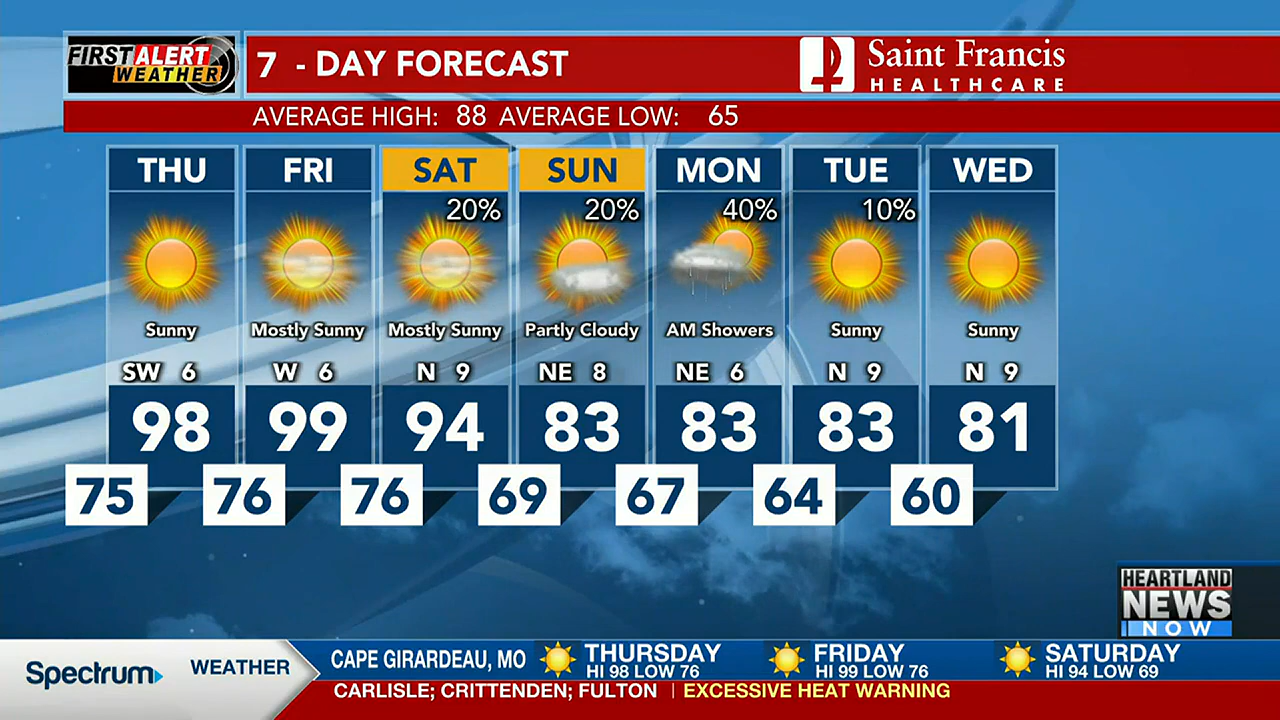 FIRST ALERT
WEATHER
7 - DAY FORECAST
Saint Francis
HEALTHCARE
AVERAGE HIGH: 88 AVERAGE LOW: 65
THU FRI SAT SUN MON TUE WED
20% 20% 40% 10%
Sunny Mostly Sunny Mostly Sunny Partly Cloudy AM Showers Sunny Sunny
SW 6 W 6 N 9 NE 8 NE 6 N 9 N 9
98 99 94 83 83 83 81
75 76 76 69 67 64 60
HEARTLAND
NEWS
NOW
Spectrum WEATHER
CAPE GIRARDEAU, MO
THURSDAY
HI 98 LOW 76
FRIDAY
HI 99 LOW 76
SATURDAY
HI 94 LOW 69
CARLISLE; CRITTENDEN; FULTON | EXCESSIVE HEAT WARNING